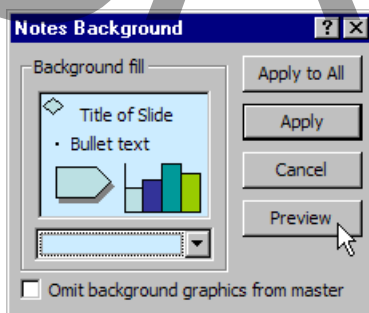 Notes Background
Background fill
Title of Slide
• Bullet text
Apply to All
Apply
Cancel
Preview
Omit background graphics from master